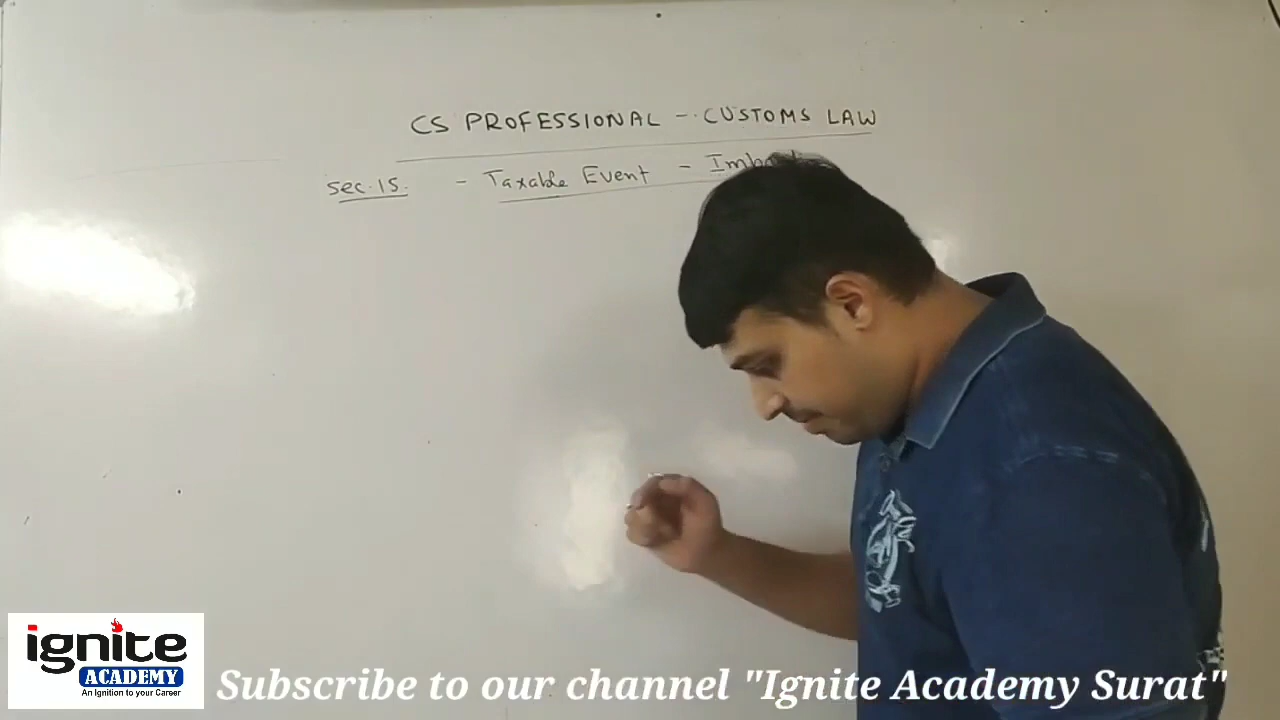 CS PROFESSIONAL - CUSTOMS LAW
Sec. 15. - Taxable Event -
ignite
ACADEMY
An Ignition to your Career
Subscribe to our channel "Ignite Academy Surat"